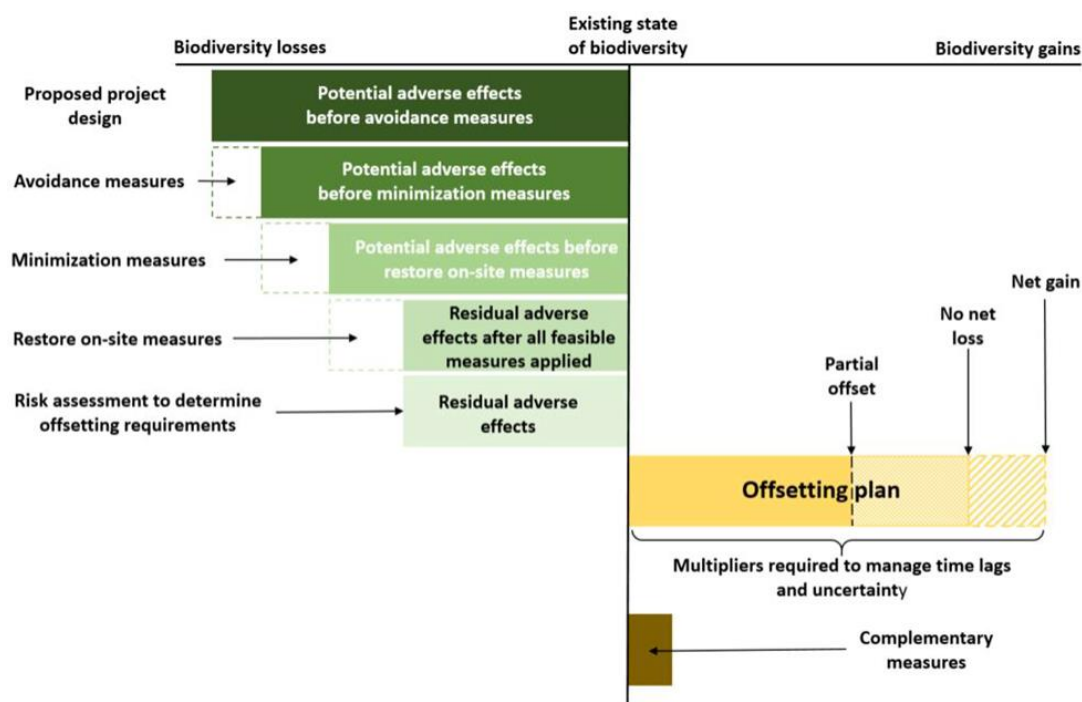 Biodiversity losses
Existing state
of biodiversity
Biodiversity gains
Proposed project
design
Potential adverse effects
before avoidance measures
Avoidance measures
Potential adverse effects
before minimization measures
Minimization measures
Potential adverse effects before
restore on-site measures
Restore on-site measures
Residual adverse
effects after all feasible
measures applied
Risk assessment to determine
offsetting requirements
Residual adverse
effects
Partial
offset
No net
loss
Net gain
Offsetting plan
Multipliers required to manage time lags
and uncertainty
Complementary
measures